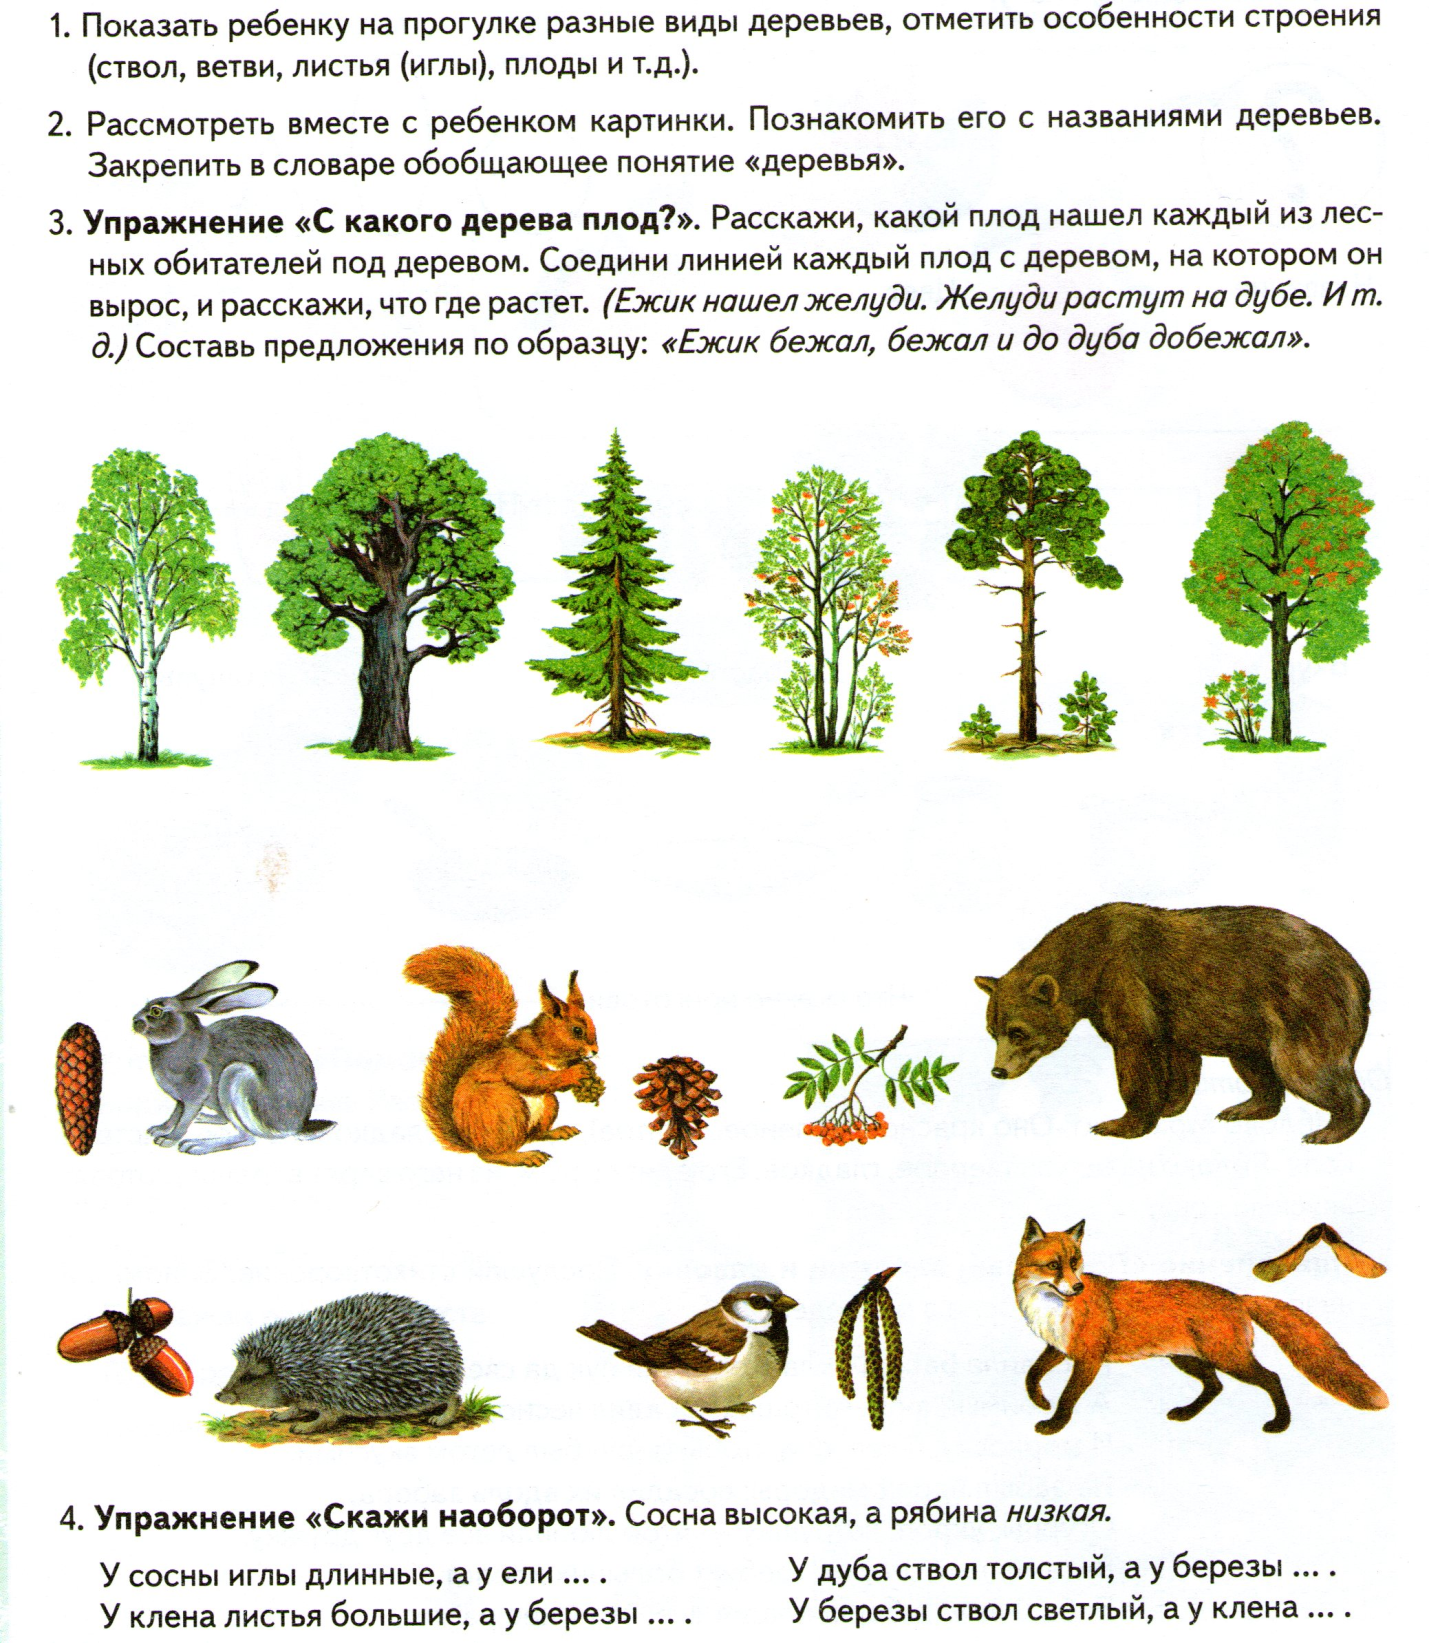 1. Показать ребенку на прогулке разные виды деревьев, отметить особенности строения
(ствол, ветви, листья (иглы), плоды и т.д.).
2. Рассмотреть вместе с ребенком картинки. Познакомить его с названиями деревьев.
Закрепить в словаре обобщающее понятие «деревья».
3. Упражнение «С какого дерева плод?». Расскажи, какой плод нашел каждый из лес-
ных обитателей под деревом. Соедини линией каждый плод с деревом, на котором он
вырос, и расскажи, что где растет. (Ежик нашел желуди. Желуди растут на дубе. И т.
д.) Составь предложения по образцу: «Ежик бежал, бежал и до дуба добежал».
4. Упражнение «Скажи наоборот». Сосна высокая, а рябина низкая.
У сосны иглы длинные, а у ели ... .
У клена листья большие, а у березы ... .
У дуба ствол толстый, а у березы ... .
У березы ствол светлый, а у клена ... .